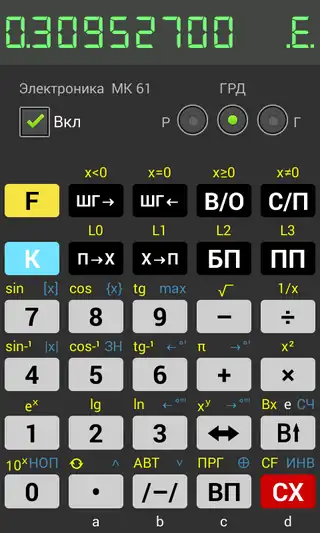 0.30952700 .E.
Электроника МК 61 ГРД
Вкл Р Г
x<0 x=0 x≥0 x≠0
F ШГ→ ШГ← В/О С/П
L0 L1 L2 L3
К П→X X→П БП ПП
sin [x] cos {x} tg max √ 1/x
7 8 9 − ÷
sin⁻¹ |x| cos⁻¹ ЗН tg⁻¹ ←°' π →°' x²
4 5 6 + ×
eˣ lg ln ←°'" xʸ →°'" Вx е СЧ
1 2 3 ↔ В↑
10ˣ НОП ⟳ ˄ АВТ ˅ ПРГ ⊕ CF ИНВ
0 • /−/ ВП СХ
a b c d